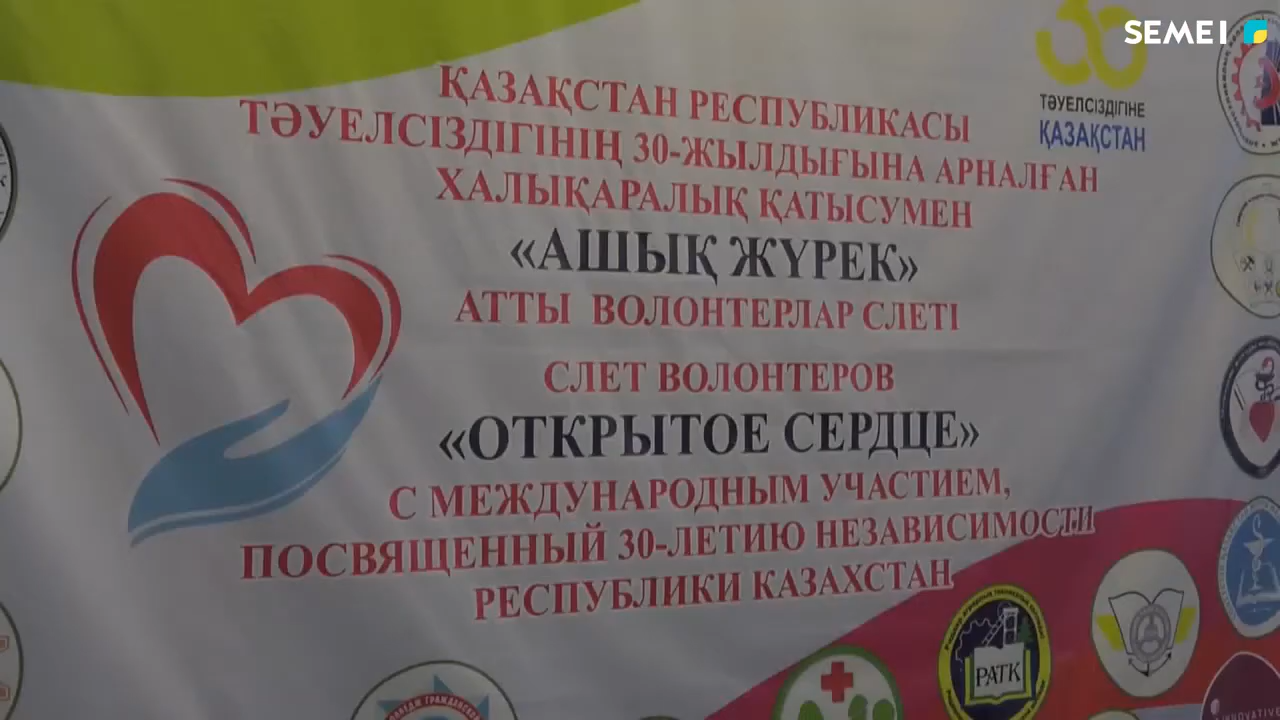 SEMEI
ТӘУЕЛСІЗДІГІНЕ
ҚАЗАҚСТАН
ҚАЗАҚСТАН РЕСПУБЛИКАСЫ
ТӘУЕЛСІЗДІГІНІҢ 30-ЖЫЛДЫҒЫНА АРНАЛҒАН
ХАЛЫҚАРАЛЫҚ ҚАТЫСУМЕН
«АШЫҚ ЖҮРЕК»
АТТЫ ВОЛОНТЕРЛАР СЛЕТІ
СЛЕТ ВОЛОНТЕРОВ
«ОТКРЫТОЕ СЕРДЦЕ»
С МЕЖДУНАРОДНЫМ УЧАСТИЕМ,
ПОСВЯЩЕННЫЙ 30-ЛЕТИЮ НЕЗАВИСИМОСТИ
РЕСПУБЛИКИ КАЗАХСТАН
РАТК
INNOVATIVE